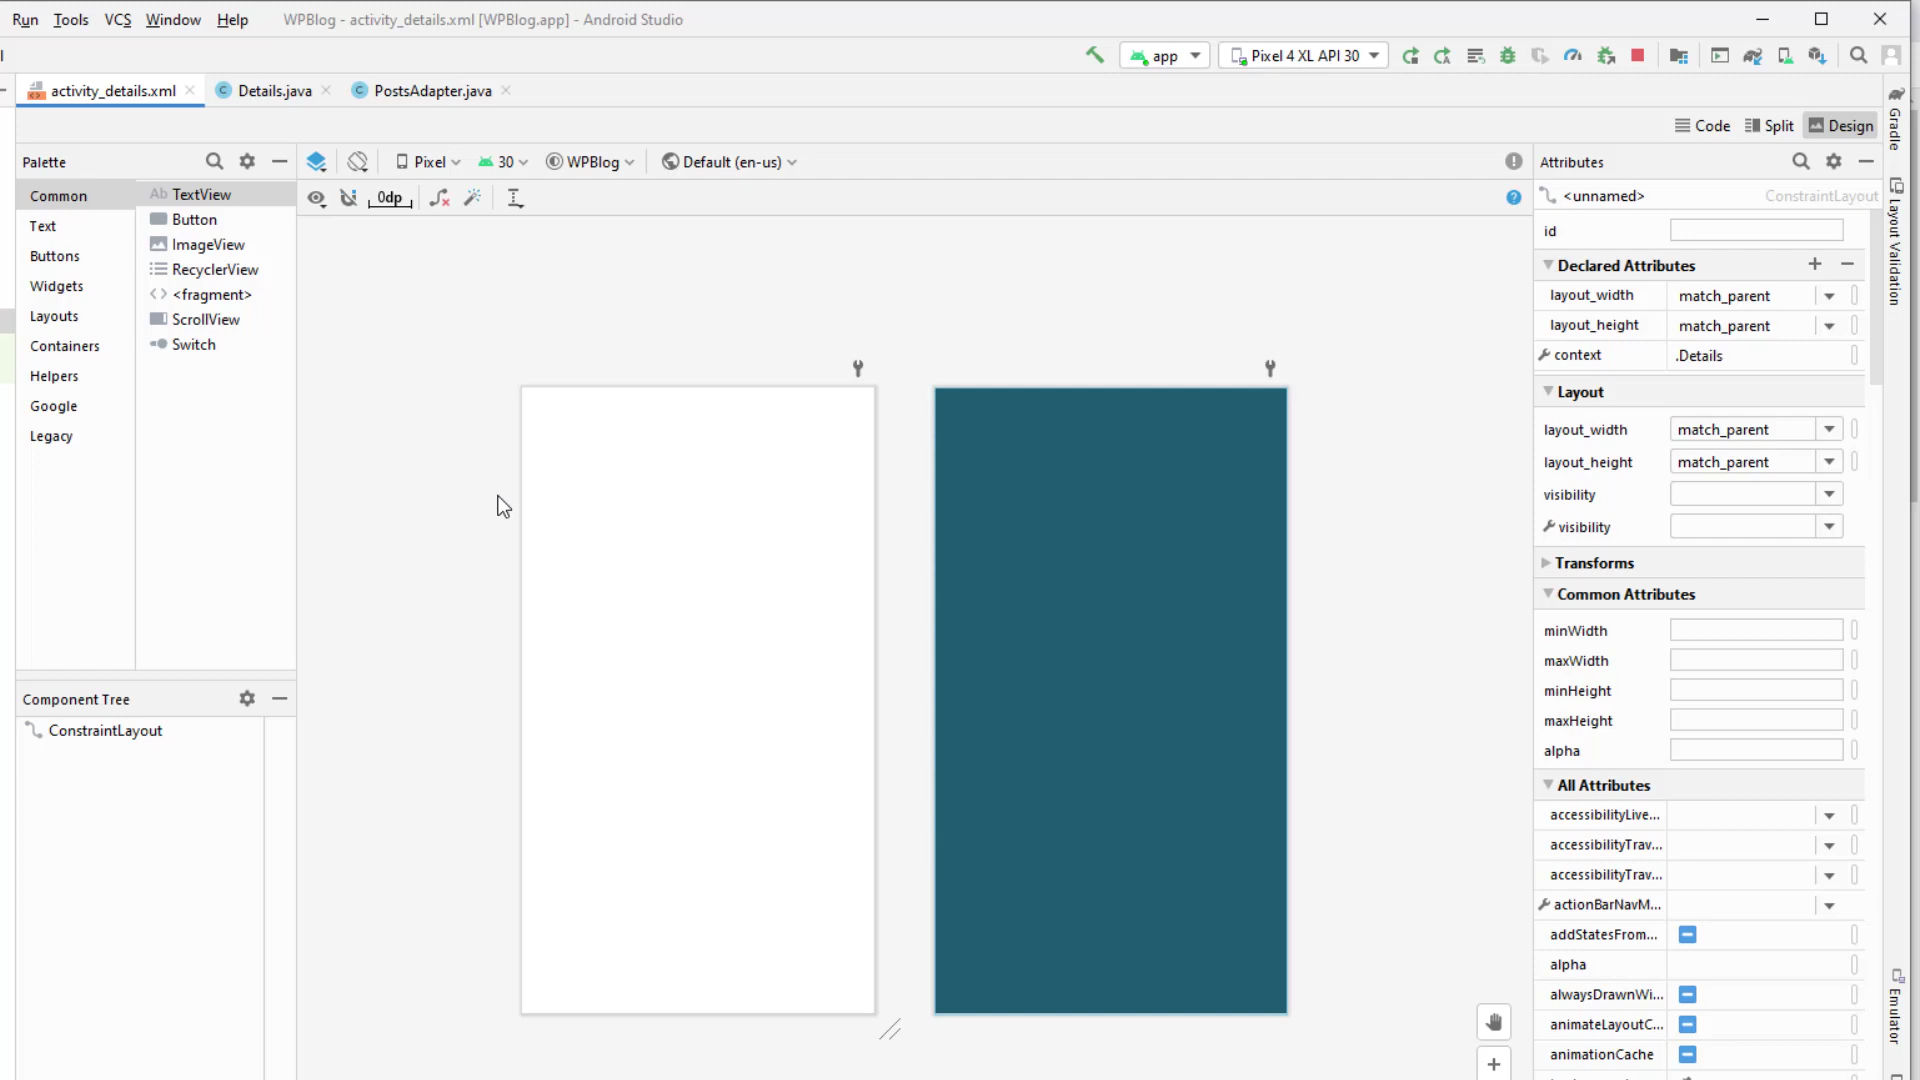 Run Tools VCS Window Help WPBlog - activity_details.xml [WPBlog.app] - Android Studio
app Pixel 4 XL API 30
activity_details.xml Details.java PostsAdapter.java
Code Split Design
Palette Pixel 30 WPBlog Default (en-us) Attributes
0dp
Common
Text
Buttons
Widgets
Layouts
Containers
Helpers
Google
Legacy
Ab TextView
Button
ImageView
RecyclerView
<fragment>
ScrollView
Switch
Component Tree
ConstraintLayout
<unnamed> ConstraintLayout
id
Declared Attributes
layout_width match_parent
layout_height match_parent
context .Details
Layout
layout_width match_parent
layout_height match_parent
visibility
visibility
Transforms
Common Attributes
minWidth
maxWidth
minHeight
maxHeight
alpha
All Attributes
accessibilityLive...
accessibilityTrav...
accessibilityTrav...
actionBarNavM...
addStatesFrom...
alpha
alwaysDrawnWi...
animateLayoutC...
animationCache
Gradle
Layout Validation
Emulator